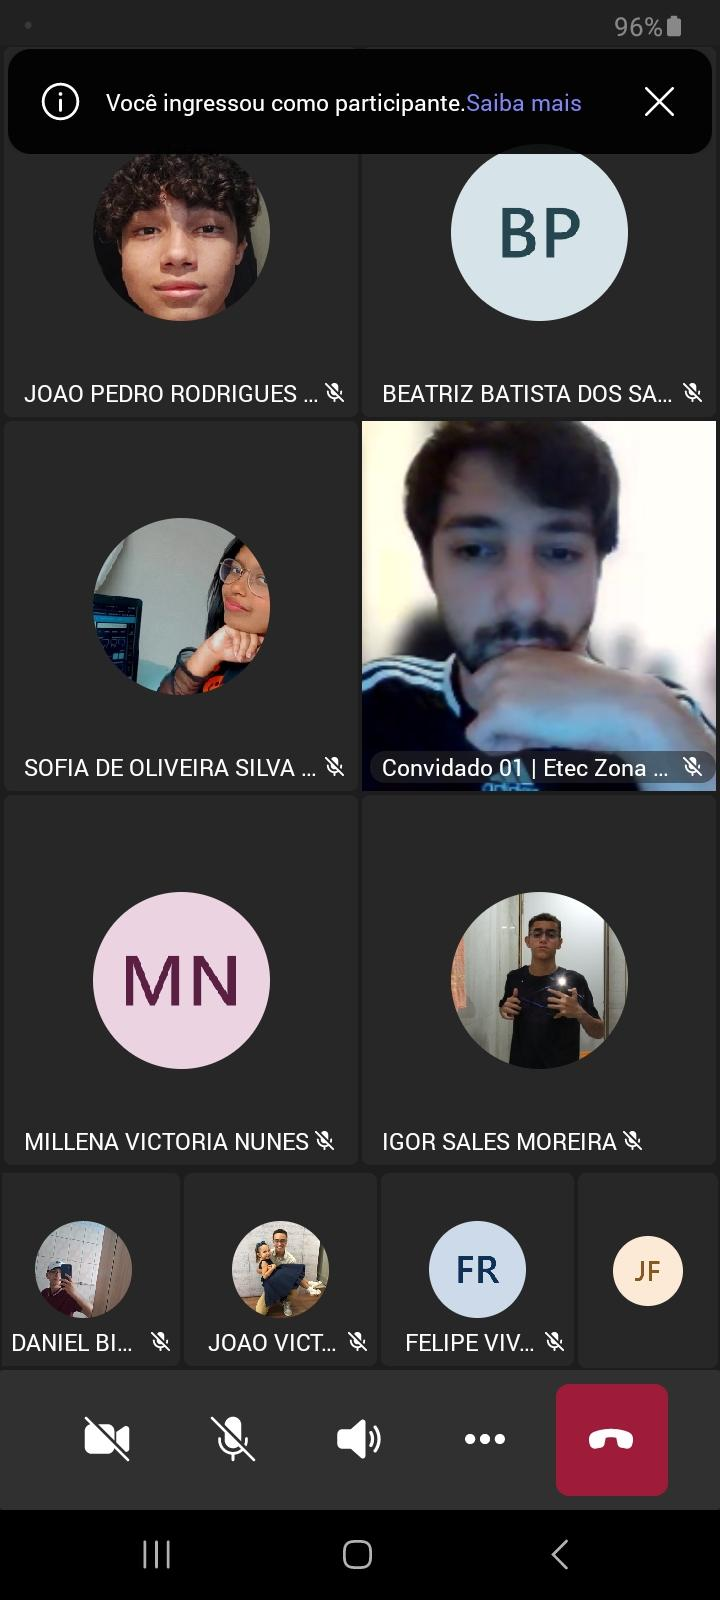 96%
Você ingressou como participante.Saiba mais
BP
JOAO PEDRO RODRIGUES ...
BEATRIZ BATISTA DOS SA...
SOFIA DE OLIVEIRA SILVA ...
Convidado 01 | Etec Zona ...
adidas
MN
MILLENA VICTORIA NUNES
IGOR SALES MOREIRA
FR
JF
DANIEL BI...
JOAO VICT...
FELIPE VIV...